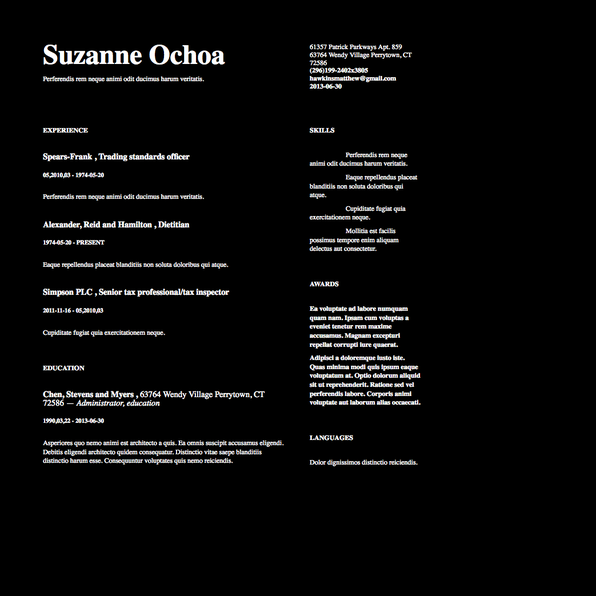 Suzanne Ochoa
Perferendis rem neque animi odit ducimus harum veritatis.
61357 Patrick Parkways Apt. 859
63764 Wendy Village Perrytown, CT
72586
(296)199-2402x3805
hawkinsmatthew@gmail.com
2013-06-30
EXPERIENCE
Spears-Frank , Trading standards officer
05,2010,03 - 1974-05-20
Perferendis rem neque animi odit ducimus harum veritatis.
Alexander, Reid and Hamilton , Dietitian
1974-05-20 - PRESENT
Eaque repellendus placeat blanditiis non soluta doloribus qui atque.
Simpson PLC , Senior tax professional/tax inspector
2011-11-16 - 05,2010,03
Cupiditate fugiat quia exercitationem neque.
EDUCATION
Chen, Stevens and Myers , 63764 Wendy Village Perrytown, CT
72586 — Administrator, education
1990,03,22 - 2013-06-30
Asperiores quo nemo animi est architecto a quis. Ea omnis suscipit accusamus eligendi.
Debitis eligendi architecto quidem consequatur. Distinctio vitae saepe blanditiis
distinctio harum esse. Consequuntur voluptates quis nemo reiciendis.
SKILLS
Perferendis rem neque
animi odit ducimus harum veritatis.
Eaque repellendus placeat
blanditiis non soluta doloribus qui
atque.
Cupiditate fugiat quia
exercitationem neque.
Mollitia est facilis
possimus tempore enim aliquam
delectus aut consectetur.
AWARDS
Ea voluptate ad labore numquam
quam nam. Ipsam cum voluptas a
eveniet tenetur rem maxime
accusamus. Magnam excepturi
repellat corrupti iure quaerat.
Adipisci a doloremque iusto iste.
Quas minima modi quis ipsum eaque
voluptatum at. Optio dolorum aliquid
sit ut reprehenderit. Ratione sed vel
perferendis labore. Corporis animi
voluptate aut laborum alias occaecati.
LANGUAGES
Dolor dignissimos distinctio reiciendis.